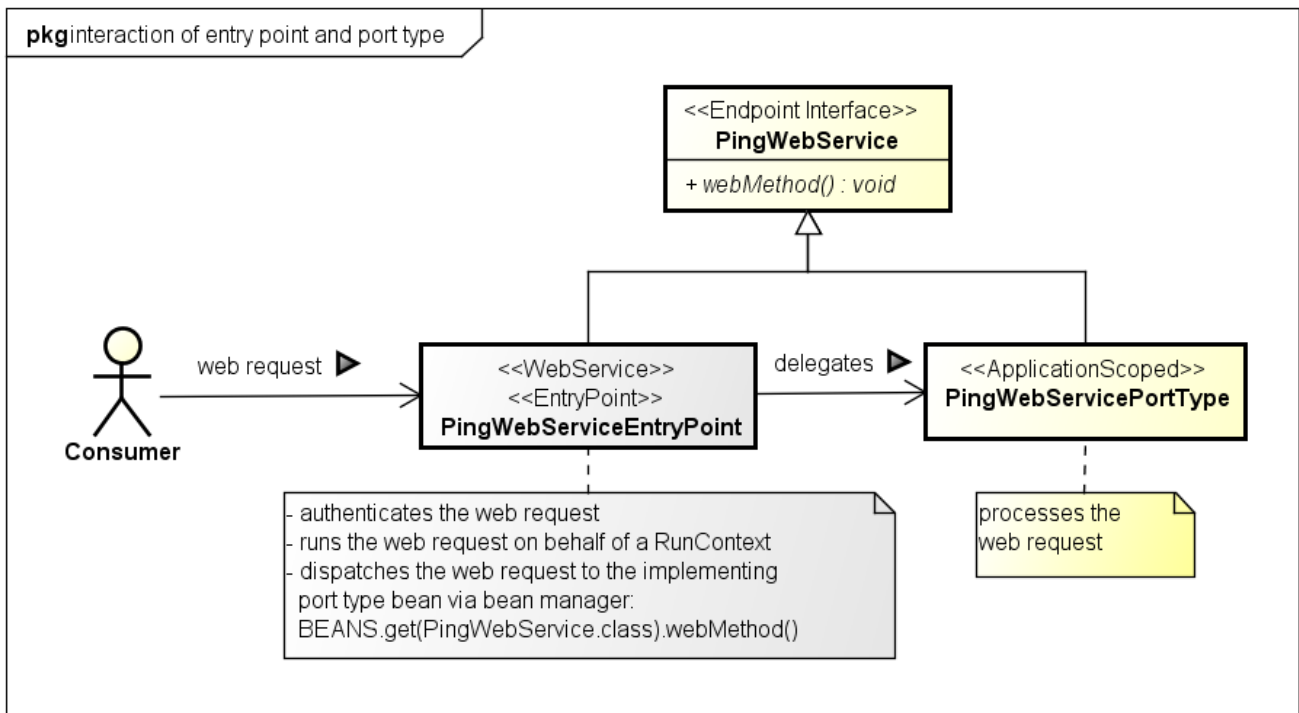 pkg interaction of entry point and port type
<<Endpoint Interface>>
PingWebService
+ webMethod() : void
web request
Consumer
<<WebService>>
<<EntryPoint>>
PingWebServiceEntryPoint
delegates
<<ApplicationScoped>>
PingWebServicePortType
- authenticates the web request
- runs the web request on behalf of a RunContext
- dispatches the web request to the implementing
port type bean via bean manager:
BEANS.get(PingWebService.class).webMethod()
processes the
web request